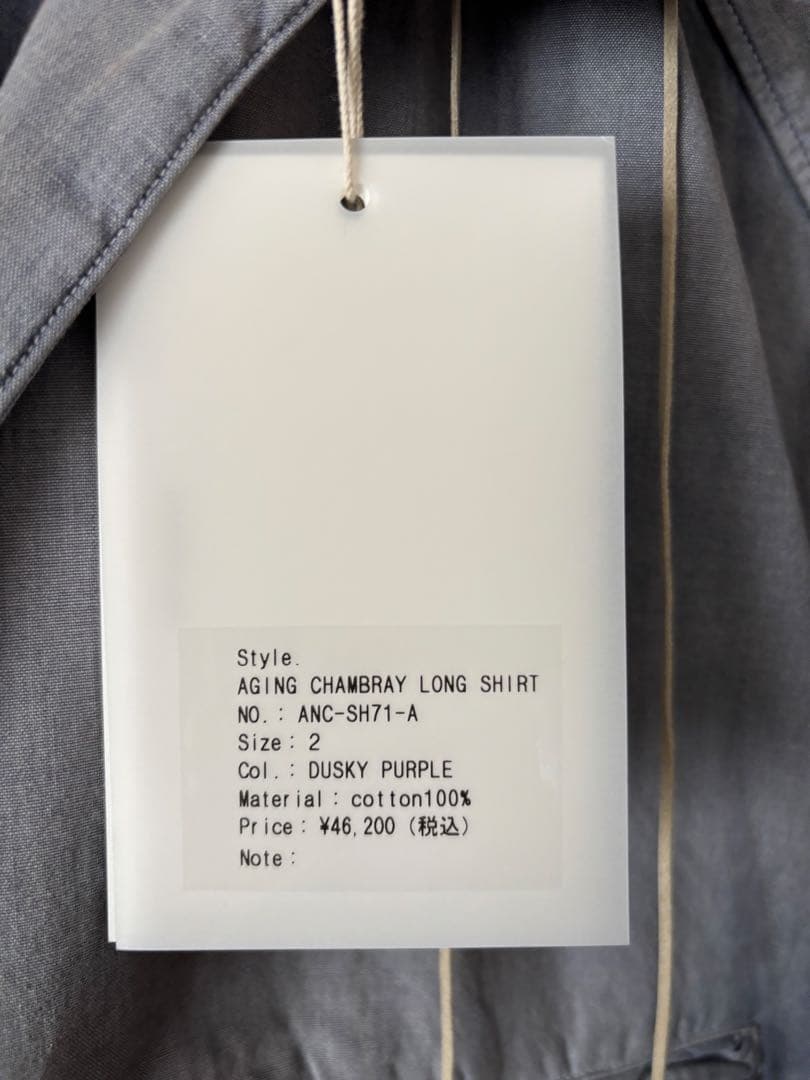 Style.
AGING CHAMBRAY LONG SHIRT
NO.: ANC-SH71-A
Size: 2
Col.: DUSKY PURPLE
Material: cotton100%
Price: ¥46,200 (税込)
Note: